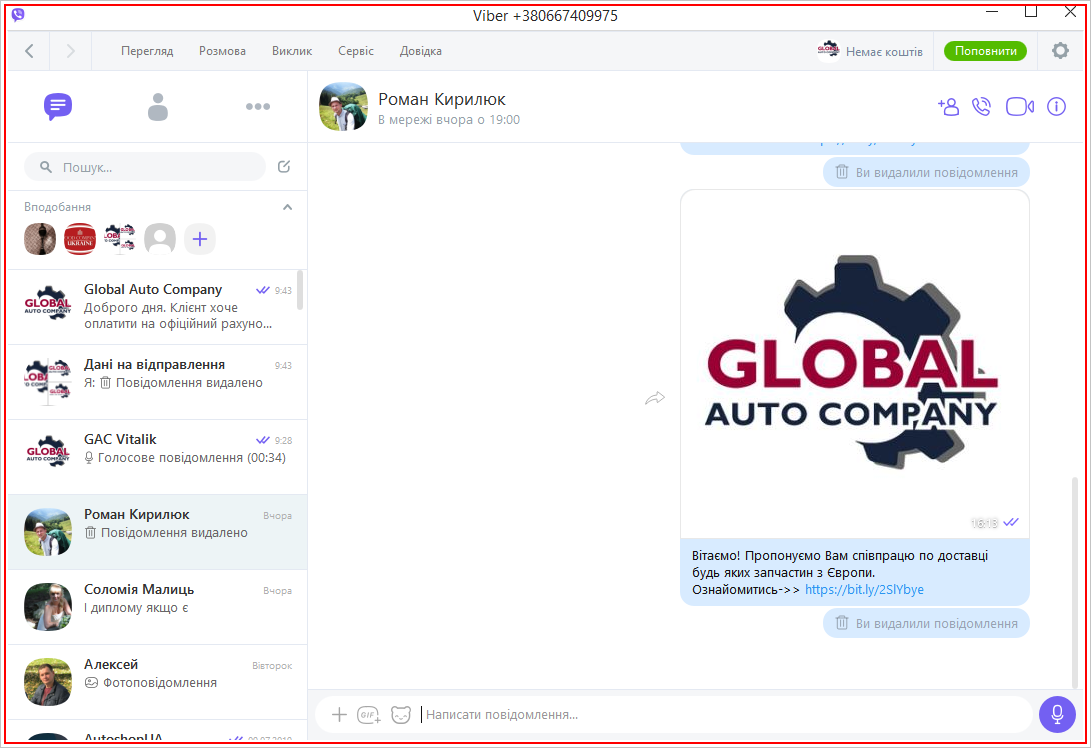 Viber +380667409975
Перегляд Розмова Виклик Сервіс Довідка
Немає коштів
Поповнити
Пошук...
Вподобання
Global Auto Company 9:43
Доброго дня. Клієнт хоче
оплатити на офіційний рахуно...
Дані на відправлення 9:43
Я: Повідомлення видалено
GAC Vitalik 9:28
Голосове повідомлення (00:34)
Роман Кирилюк Вчора
Повідомлення видалено
Соломія Малиць Вчора
І диплому якщо є
Алексей Вівторок
Фотоповідомлення
AutoshopUA
Роман Кирилюк
В мережі вчора о 19:00
Ви видалили повідомлення
GLOBAL
AUTO COMPANY
16:13
Вітаємо! Пропонуємо Вам співпрацю по доставці
будь яких запчастин з Європи.
Ознайомитись->> https://bit.ly/2SlYbye
Ви видалили повідомлення
GIF
Написати повідомлення...